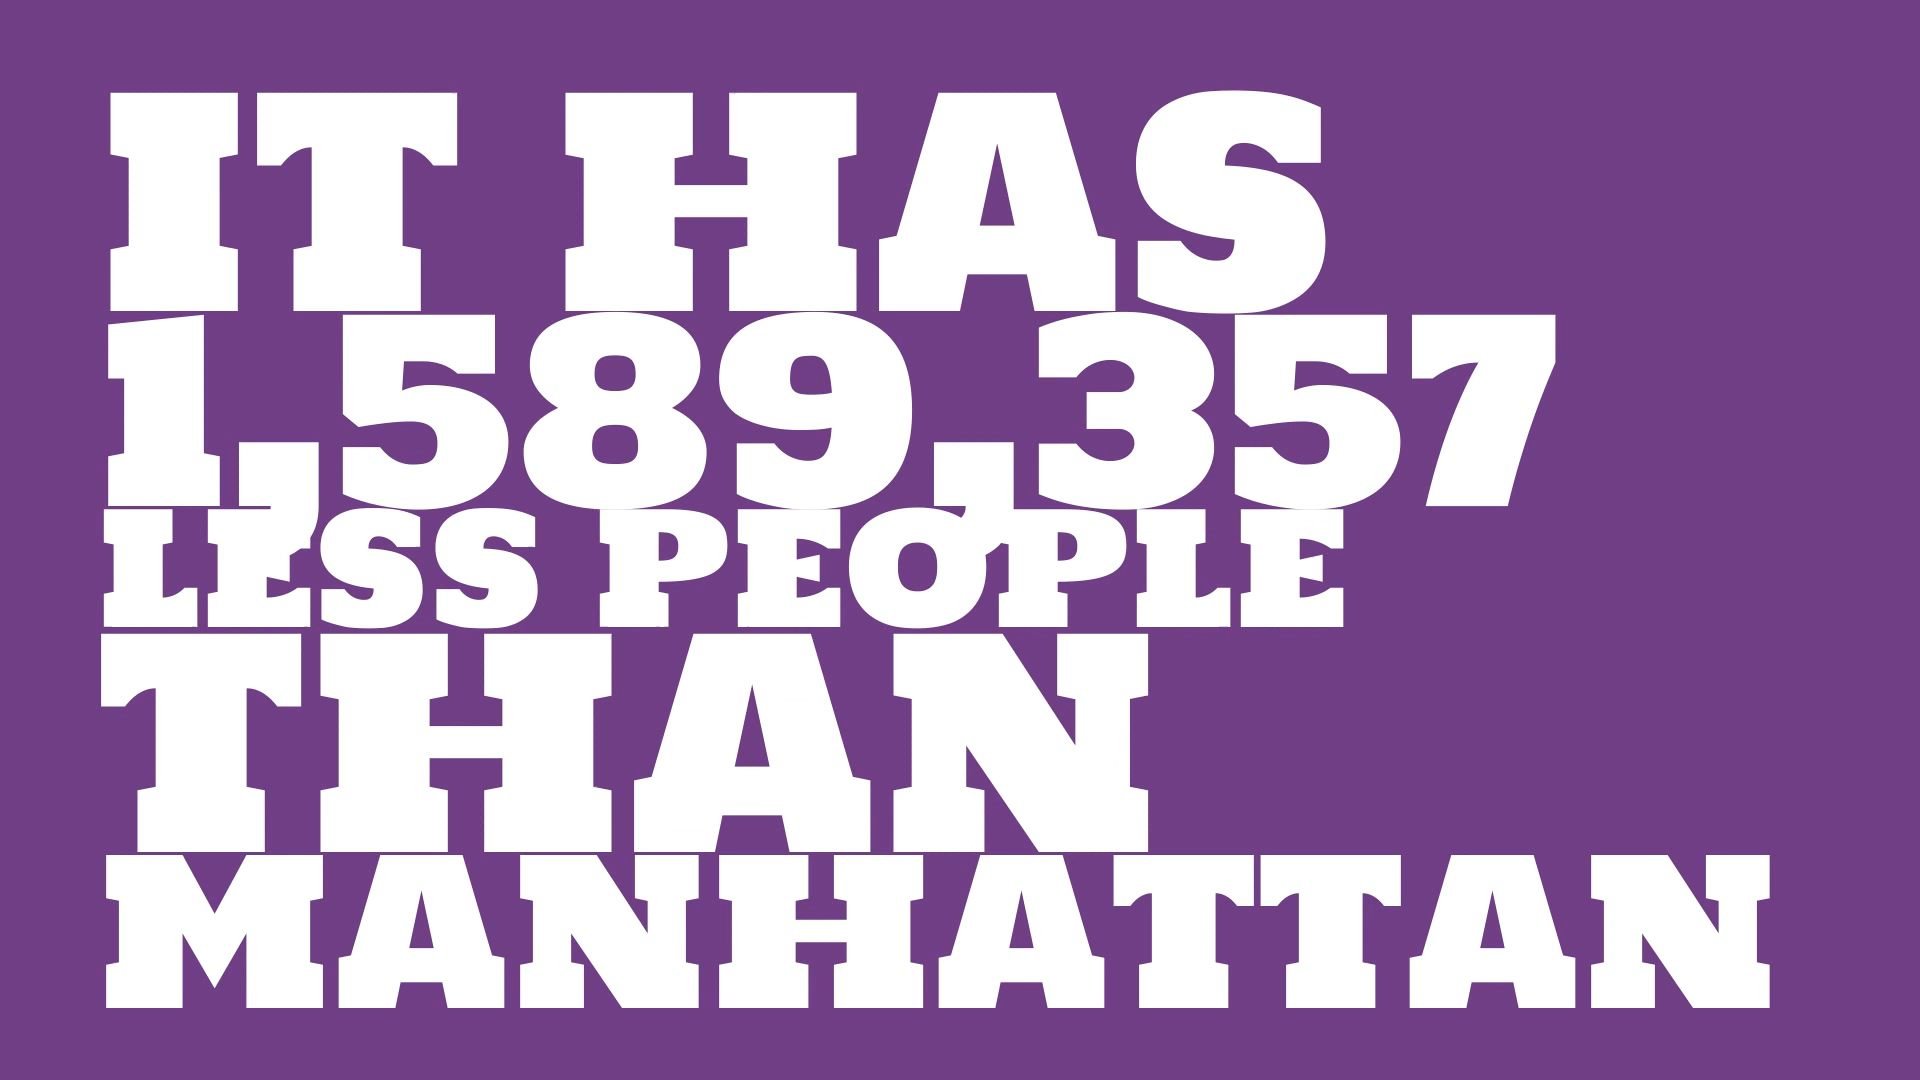 IT HAS
1,589,357
LESS PEOPLE
THAN
MANHATTAN